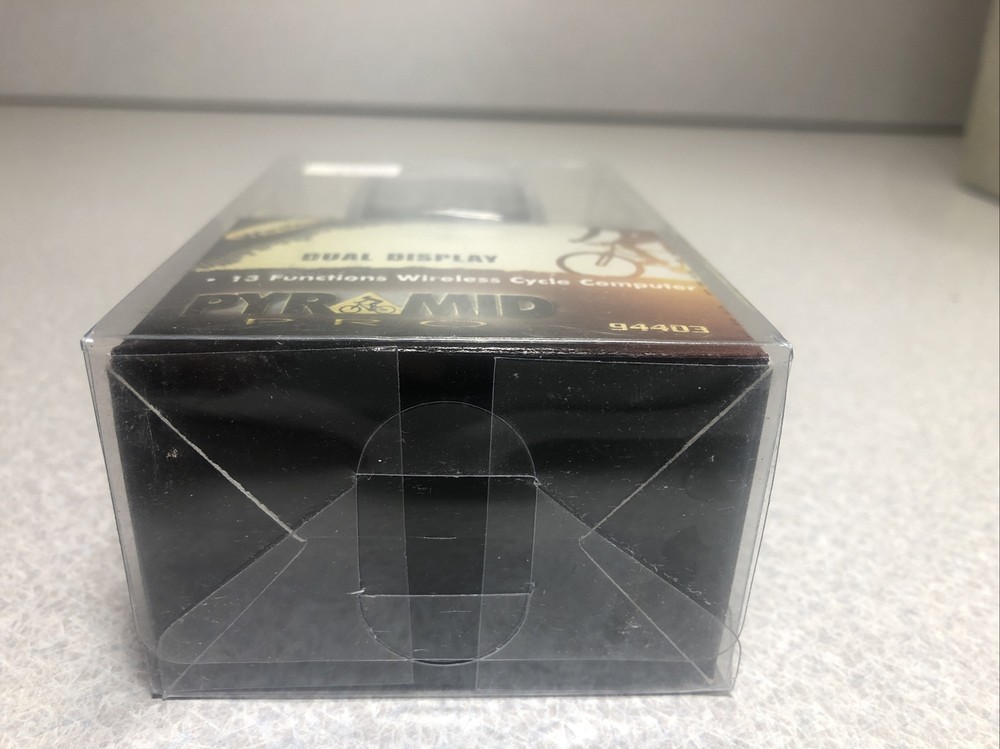 DUAL DISPLAY
• 13 Functions Wireless Cycle Computer
PYRAMID
PRO
94403